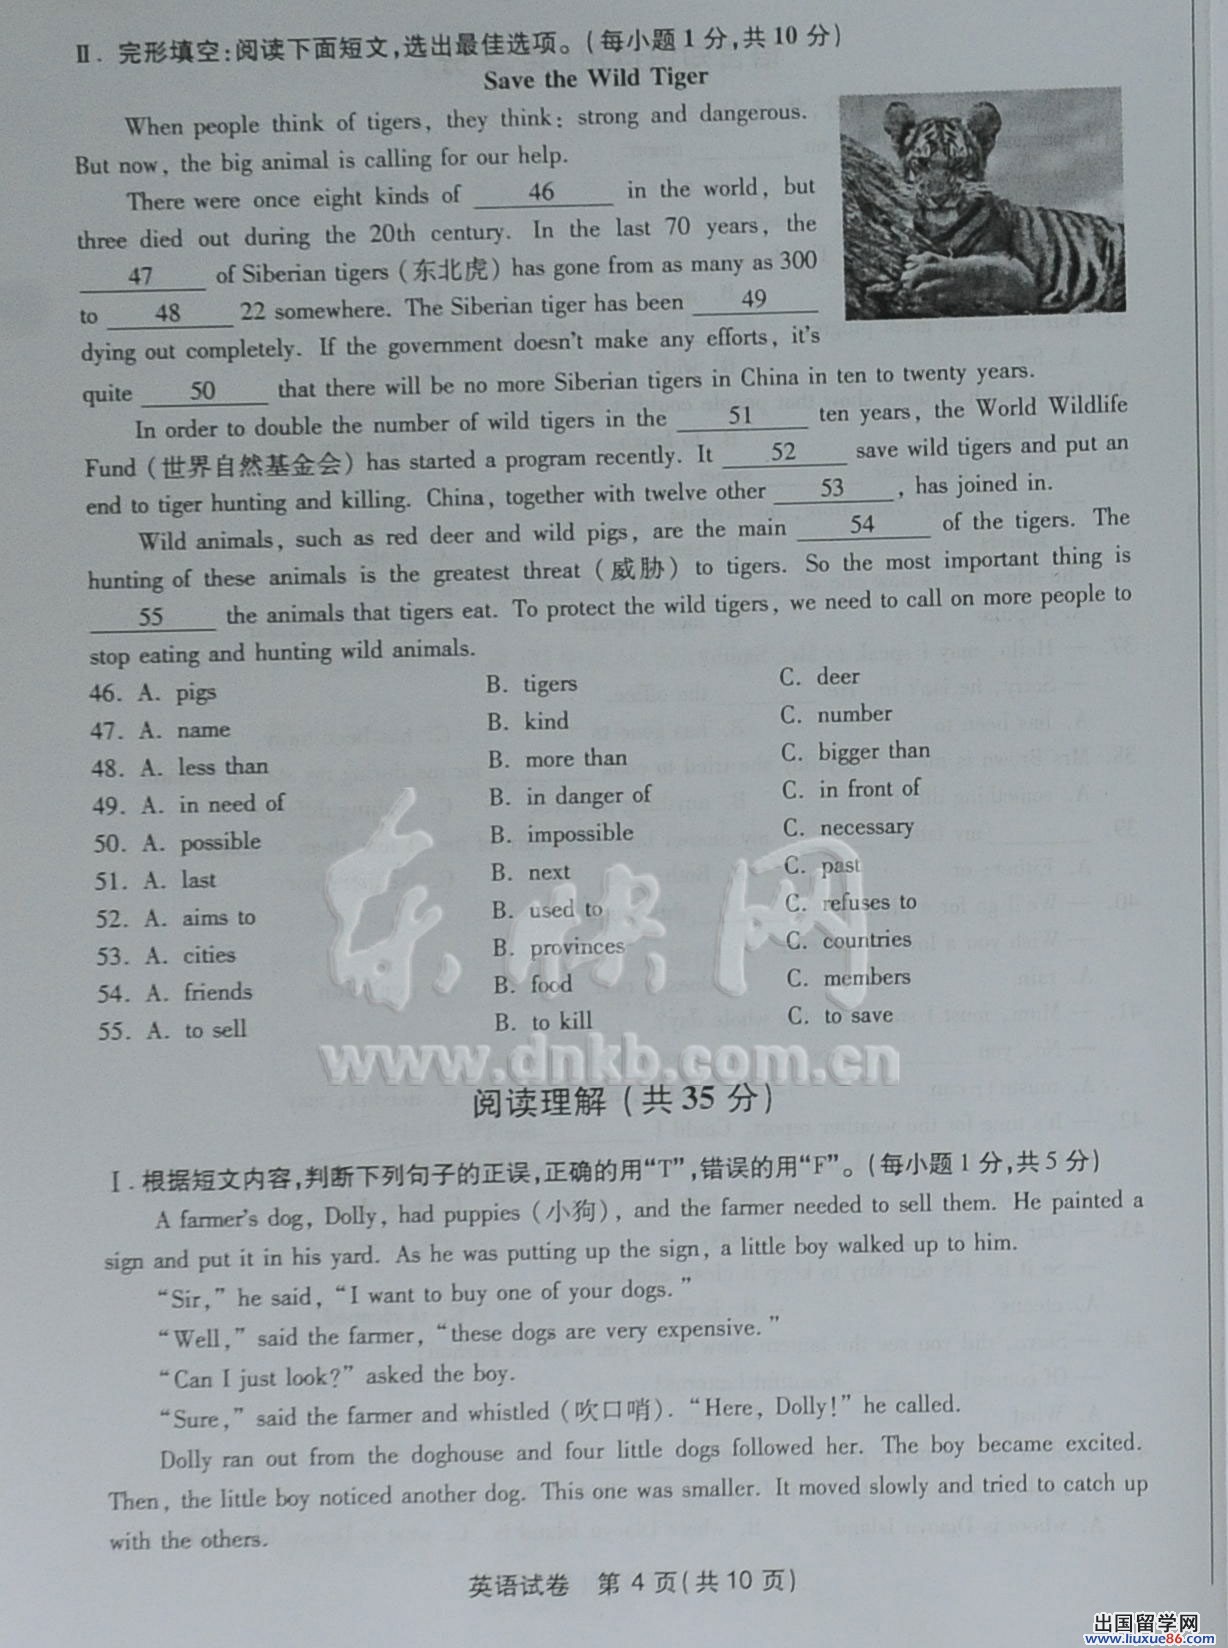 Ⅱ. 完形填空:阅读下面短文,选出最佳选项。(每小题1分,共10分)
Save the Wild Tiger
When people think of tigers, they think: strong and dangerous.
But now, the big animal is calling for our help.
There were once eight kinds of 46 in the world, but
three died out during the 20th century. In the last 70 years, the
47 of Siberian tigers (东北虎) has gone from as many as 300
to 48 22 somewhere. The Siberian tiger has been 49
dying out completely. If the government doesn't make any efforts, it's
quite 50 that there will be no more Siberian tigers in China in ten to twenty years.
In order to double the number of wild tigers in the 51 ten years, the World Wildlife
Fund (世界自然基金会) has started a program recently. It 52 save wild tigers and put an
end to tiger hunting and killing. China, together with twelve other 53, has joined in.
Wild animals, such as red deer and wild pigs, are the main 54 of the tigers. The
hunting of these animals is the greatest threat (威胁) to tigers. So the most important thing is
55 the animals that tigers eat. To protect the wild tigers, we need to call on more people to
stop eating and hunting wild animals.
46. A. pigs B. tigers C. deer
47. A. name B. kind C. number
48. A. less than B. more than C. bigger than
49. A. in need of B. in danger of C. in front of
50. A. possible B. impossible C. necessary
51. A. last B. next C. past
52. A. aims to B. used to C. refuses to
53. A. cities B. provinces C. countries
54. A. friends B. food C. members
55. A. to sell B. to kill C. to save
东快网
www.dnkb.com.cn
阅读理解(共35分)
Ⅰ. 根据短文内容,判断下列句子的正误,正确的用“T”,错误的用“F”。(每小题1分,共5分)
A farmer's dog, Dolly, had puppies (小狗), and the farmer needed to sell them. He painted a
sign and put it in his yard. As he was putting up the sign, a little boy walked up to him.
“Sir,” he said, “I want to buy one of your dogs.”
“Well,” said the farmer, “these dogs are very expensive.”
“Can I just look?” asked the boy.
“Sure,” said the farmer and whistled (吹口哨). “Here, Dolly!” he called.
Dolly ran out from the doghouse and four little dogs followed her. The boy became excited.
Then, the little boy noticed another dog. This one was smaller. It moved slowly and tried to catch up
with the others.
英语试卷 第4页(共10页)
出国留学网
www.liuxue86.com